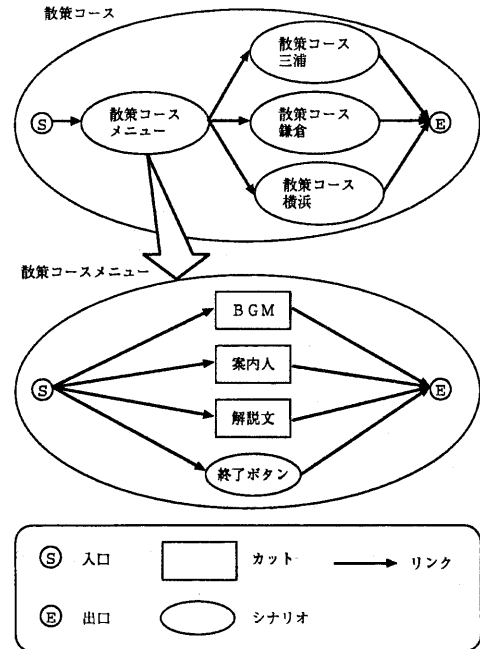 散策コース
散策コース
三浦
S
散策コース
メニュー
散策コース
鎌倉
E
散策コース
横浜
散策コースメニュー
BGM
案内人
S
E
解説文
終了ボタン
S 入口 カット リンク
E 出口 シナリオ